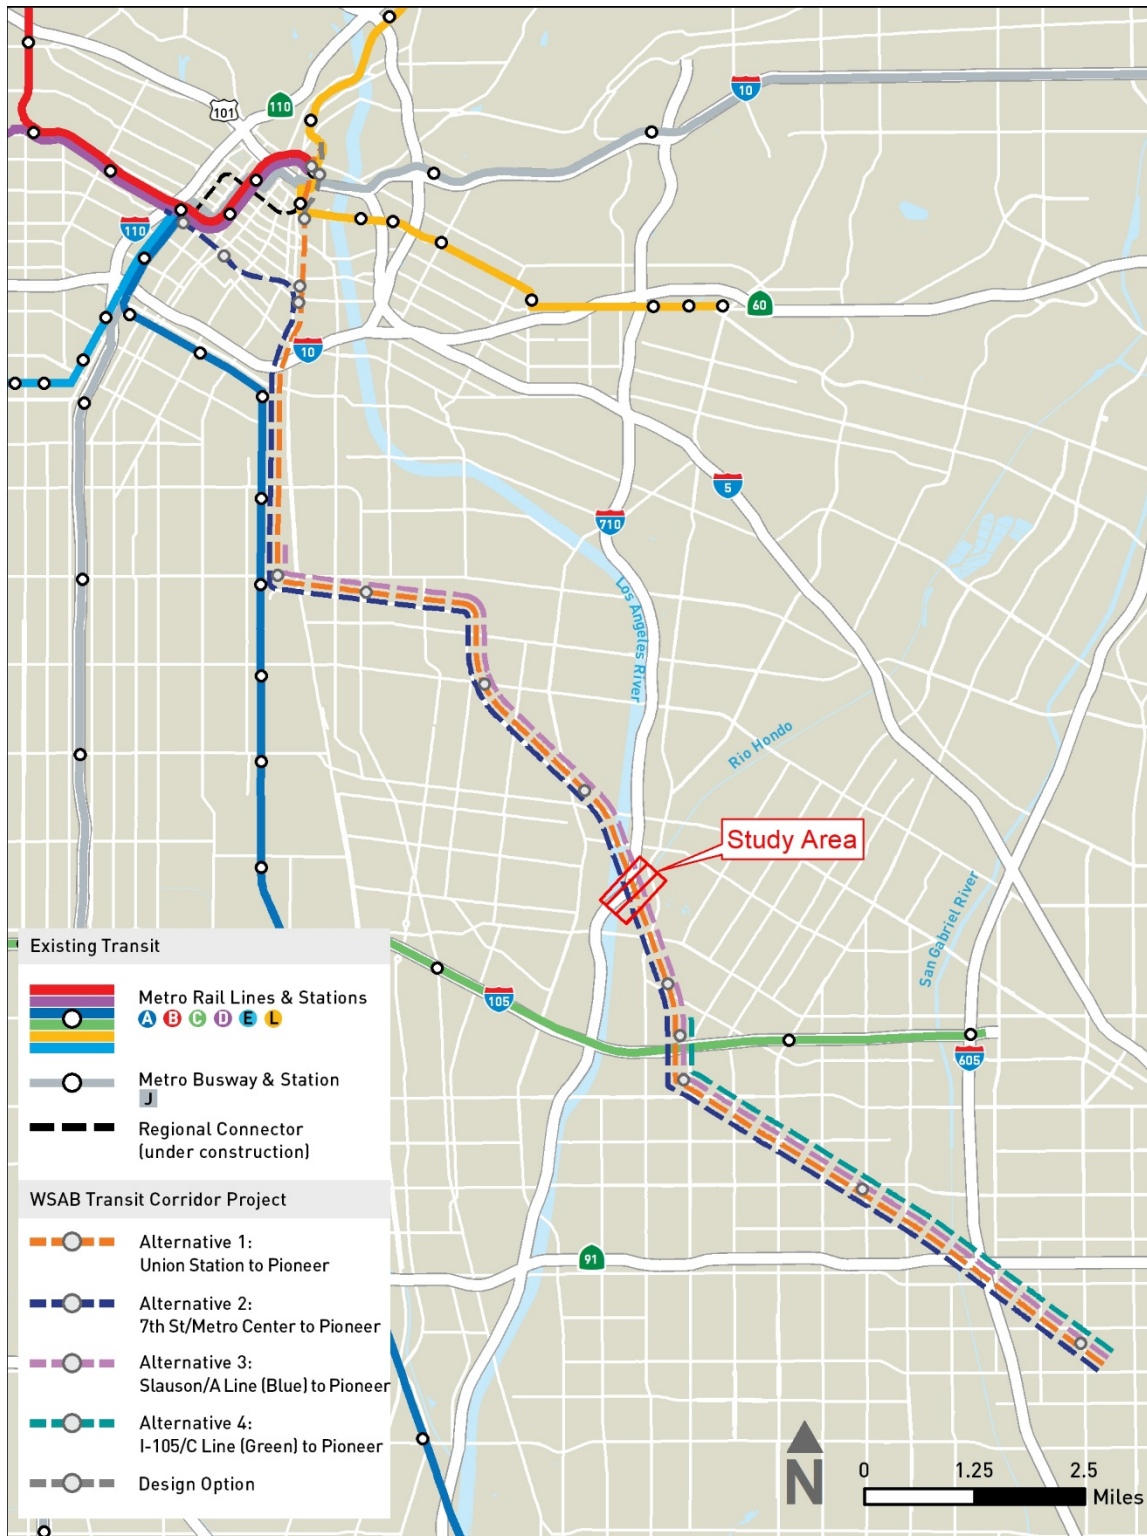 101
110
10
110
60
10
5
710
Los Angeles River
Rio Hondo
Study Area
San Gabriel River
105
605
91
Existing Transit
Metro Rail Lines & Stations
A B C D E L
Metro Busway & Station
J
Regional Connector
(under construction)
WSAB Transit Corridor Project
Alternative 1:
Union Station to Pioneer
Alternative 2:
7th St/Metro Center to Pioneer
Alternative 3:
Slauson/A Line (Blue) to Pioneer
Alternative 4:
I-105/C Line (Green) to Pioneer
Design Option
N
0 1.25 2.5
Miles